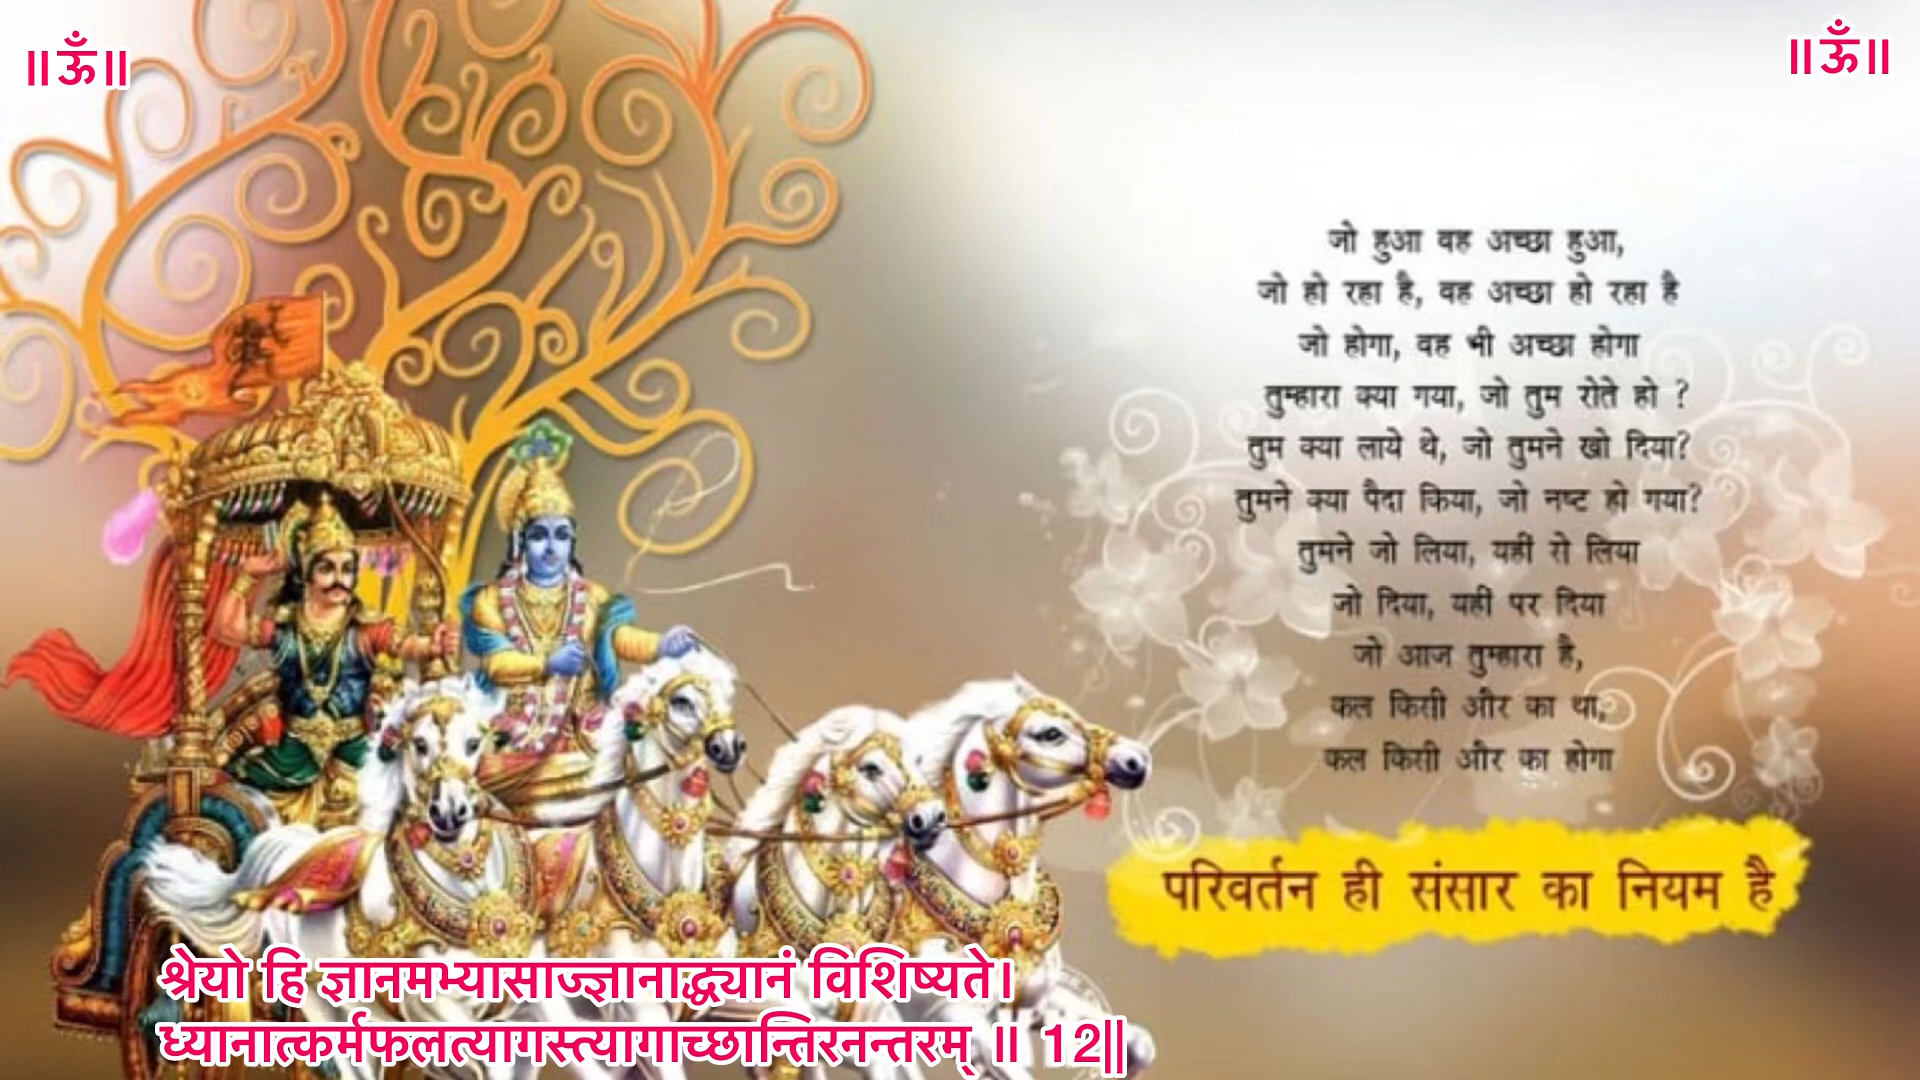 ॥ॐ॥
॥ॐ॥
जो हुआ वह अच्छा हुआ,
जो हो रहा है, वह अच्छा हो रहा है
जो होगा, वह भी अच्छा होगा
तुम्हारा क्या गया, जो तुम रोते हो ?
तुम क्या लाये थे, जो तुमने खो दिया?
तुमने क्या पैदा किया, जो नष्ट हो गया?
तुमने जो लिया, यहीं से लिया
जो दिया, यहीं पर दिया
जो आज तुम्हारा है,
कल किसी और का था,
कल किसी और का होगा
परिवर्तन ही संसार का नियम है
श्रेयो हि ज्ञानमभ्यासाज्ज्ञानाद्ध्यानं विशिष्यते।
ध्यानात्कर्मफलत्यागस्त्यागाच्छान्तिरनन्तरम् ॥ 12||